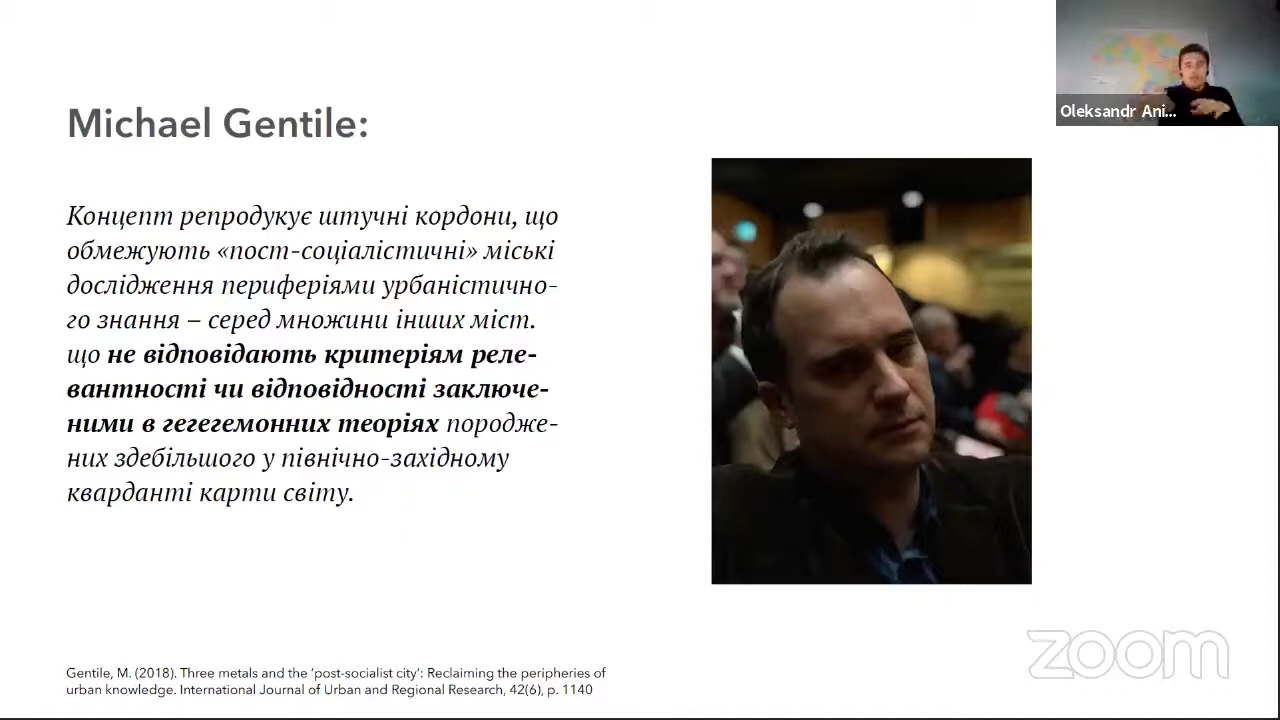 Oleksandr Ani...
Michael Gentile:
Концепт репродукує штучні кордони, що
обмежують «пост-соціалістичні» міські
дослідження периферіями урбаністично-
го знання – серед множини інших міст.
що не відповідають критеріям реле-
вантності чи відповідності заключе-
ними в гегегемонних теоріях породже-
них здебільшого у північно-західному
кварданті карти світу.
Gentile, M. (2018). Three metals and the ‘post-socialist city’: Reclaiming the peripheries of
urban knowledge. International Journal of Urban and Regional Research, 42(6), p. 1140
zoom